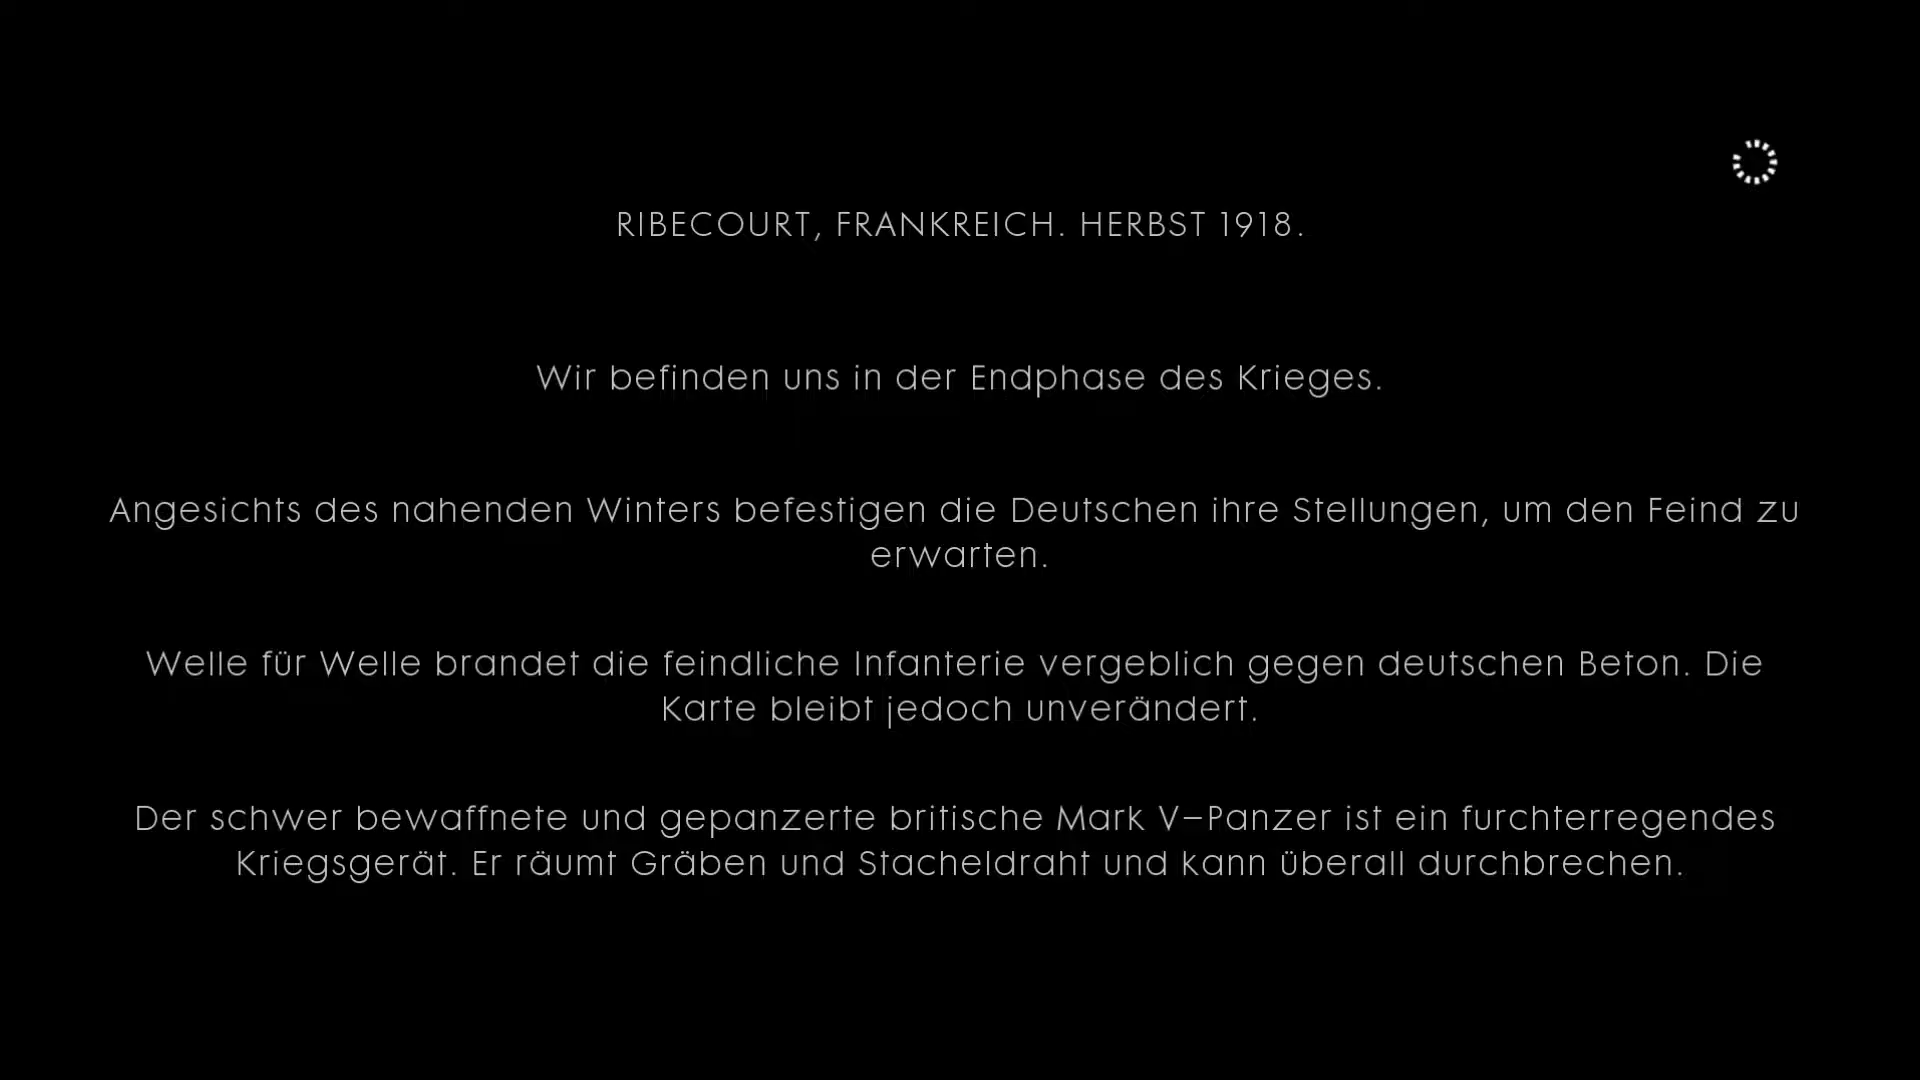 RIBECOURT, FRANKREICH. HERBST 1918.
Wir befinden uns in der Endphase des Krieges.
Angesichts des nahenden Winters befestigen die Deutschen ihre Stellungen, um den Feind zu
erwarten.
Welle für Welle brandet die feindliche Infanterie vergeblich gegen deutschen Beton. Die
Karte bleibt jedoch unverändert.
Der schwer bewaffnete und gepanzerte britische Mark V-Panzer ist ein furchterregendes
Kriegsgerät. Er räumt Gräben und Stacheldraht und kann überall durchbrechen.